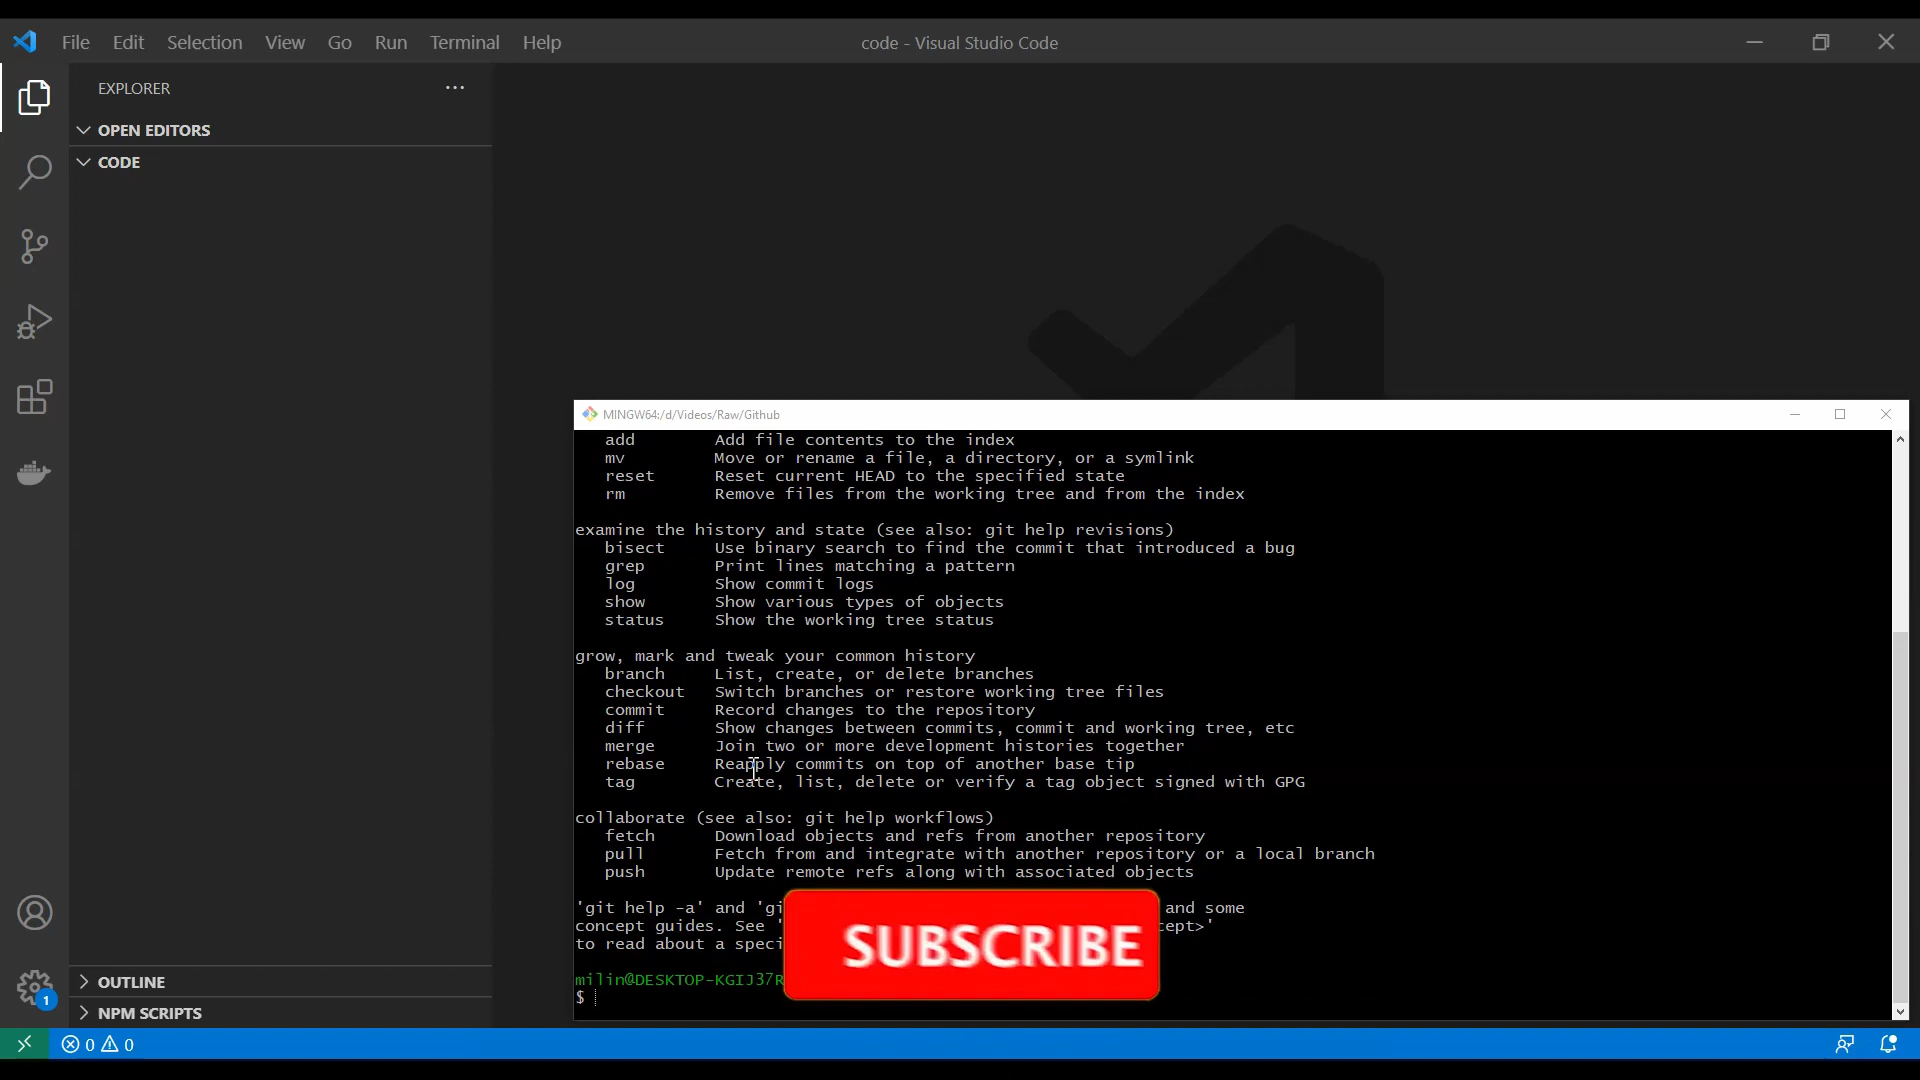 File Edit Selection View Go Run Terminal Help
code - Visual Studio Code
EXPLORER
OPEN EDITORS
CODE
OUTLINE
NPM SCRIPTS
1
0 0
MINGW64:/d/Videos/Raw/Github
add Add file contents to the index
mv Move or rename a file, a directory, or a symlink
reset Reset current HEAD to the specified state
rm Remove files from the working tree and from the index
examine the history and state (see also: git help revisions)
bisect Use binary search to find the commit that introduced a bug
grep Print lines matching a pattern
log Show commit logs
show Show various types of objects
status Show the working tree status
grow, mark and tweak your common history
branch List, create, or delete branches
checkout Switch branches or restore working tree files
commit Record changes to the repository
diff Show changes between commits, commit and working tree, etc
merge Join two or more development histories together
rebase Reapply commits on top of another base tip
tag Create, list, delete or verify a tag object signed with GPG
collaborate (see also: git help workflows)
fetch Download objects and refs from another repository
pull Fetch from and integrate with another repository or a local branch
push Update remote refs along with associated objects
'git help -a' and 'gi and some
concept guides. See ' cept>'
to read about a speci
milin@DESKTOP-KGIJ37R
$
SUBSCRIBE